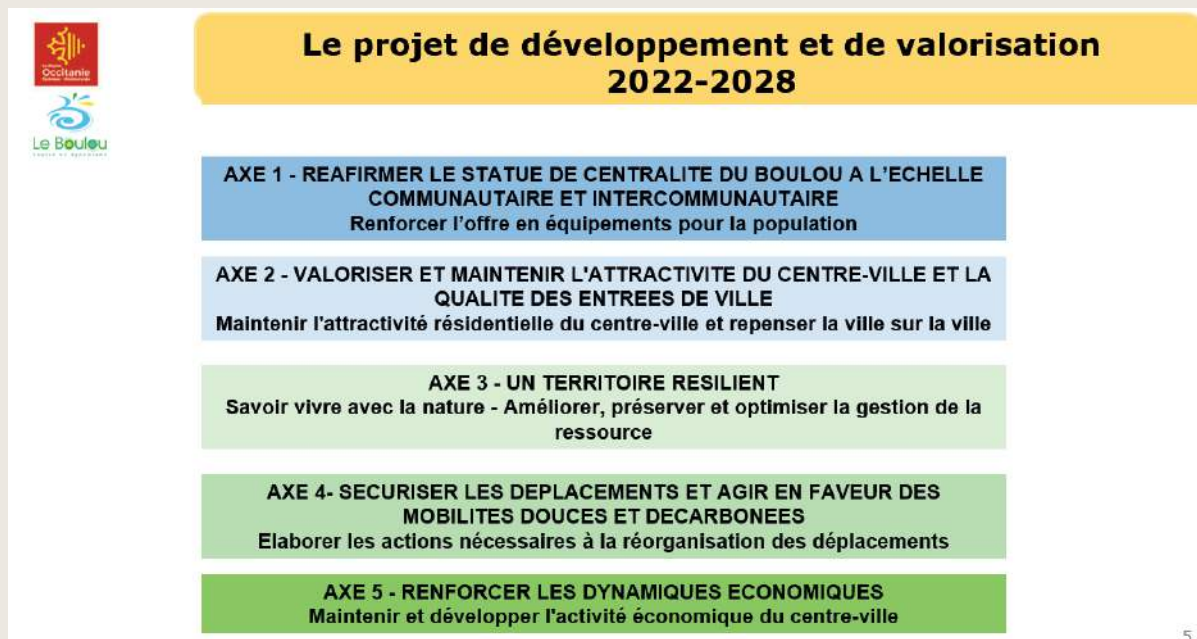 Occitanie
Le Boulou
Le projet de développement et de valorisation
2022-2028
AXE 1 - REAFIRMER LE STATUE DE CENTRALITE DU BOULOU A L'ECHELLE
COMMUNAUTAIRE ET INTERCOMMUNAUTAIRE
Renforcer l'offre en équipements pour la population
AXE 2 - VALORISER ET MAINTENIR L'ATTRACTIVITE DU CENTRE-VILLE ET LA
QUALITE DES ENTREES DE VILLE
Maintenir l'attractivité résidentielle du centre-ville et repenser la ville sur la ville
AXE 3 - UN TERRITOIRE RESILIENT
Savoir vivre avec la nature - Améliorer, préserver et optimiser la gestion de la
ressource
AXE 4- SECURISER LES DEPLACEMENTS ET AGIR EN FAVEUR DES
MOBILITES DOUCES ET DECARBONEES
Elaborer les actions nécessaires à la réorganisation des déplacements
AXE 5 - RENFORCER LES DYNAMIQUES ECONOMIQUES
Maintenir et développer l'activité économique du centre-ville
5